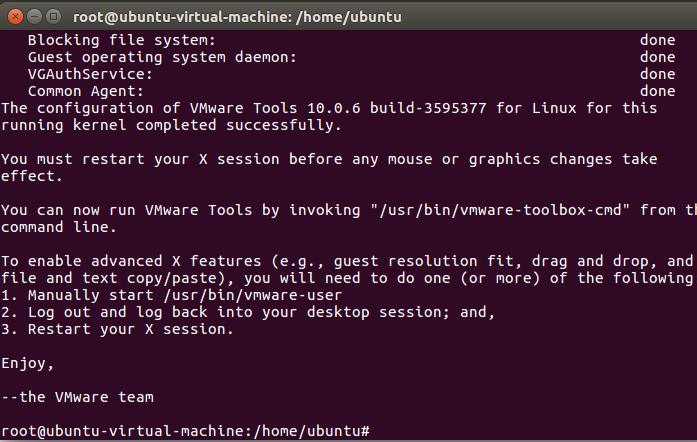 root@ubuntu-virtual-machine: /home/ubuntu
Blocking file system: done
Guest operating system daemon: done
VGAuthService: done
Common Agent: done
The configuration of VMware Tools 10.0.6 build-3595377 for Linux for this
running kernel completed successfully.
You must restart your X session before any mouse or graphics changes take
effect.
You can now run VMware Tools by invoking "/usr/bin/vmware-toolbox-cmd" from th
command line.
To enable advanced X features (e.g., guest resolution fit, drag and drop, and
file and text copy/paste), you will need to do one (or more) of the following
1. Manually start /usr/bin/vmware-user
2. Log out and log back into your desktop session; and,
3. Restart your X session.
Enjoy,
--the VMware team
root@ubuntu-virtual-machine:/home/ubuntu#